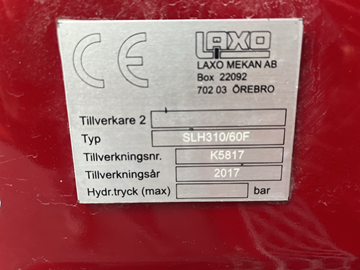 CE
LAXO
LAXO MEKAN AB
Box 22092
702 03 ÖREBRO
Tillverkare 2
Typ SLH310/60F
Tillverkningsnr. K5817
Tillverkningsår 2017
Hydr.tryck (max) bar